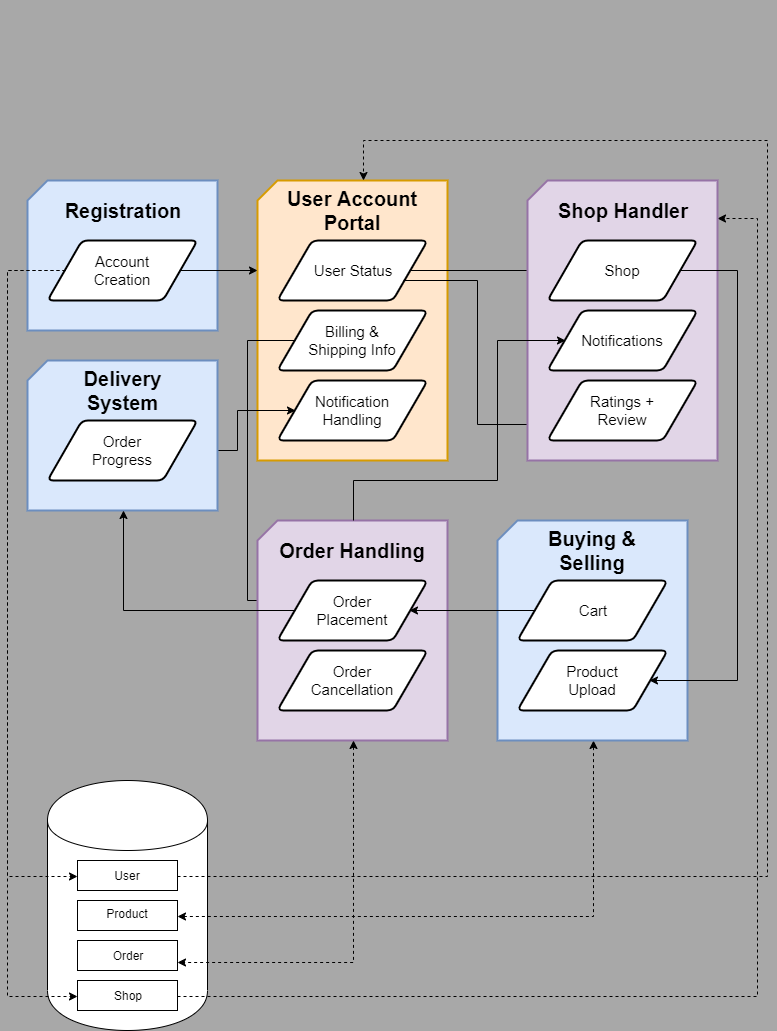 Registration
Account
Creation
User Account
Portal
User Status
Billing &
Shipping Info
Notification
Handling
Shop Handler
Shop
Notifications
Ratings +
Review
Delivery
System
Order
Progress
Order Handling
Order
Placement
Order
Cancellation
Buying &
Selling
Cart
Product
Upload
User
Product
Order
Shop